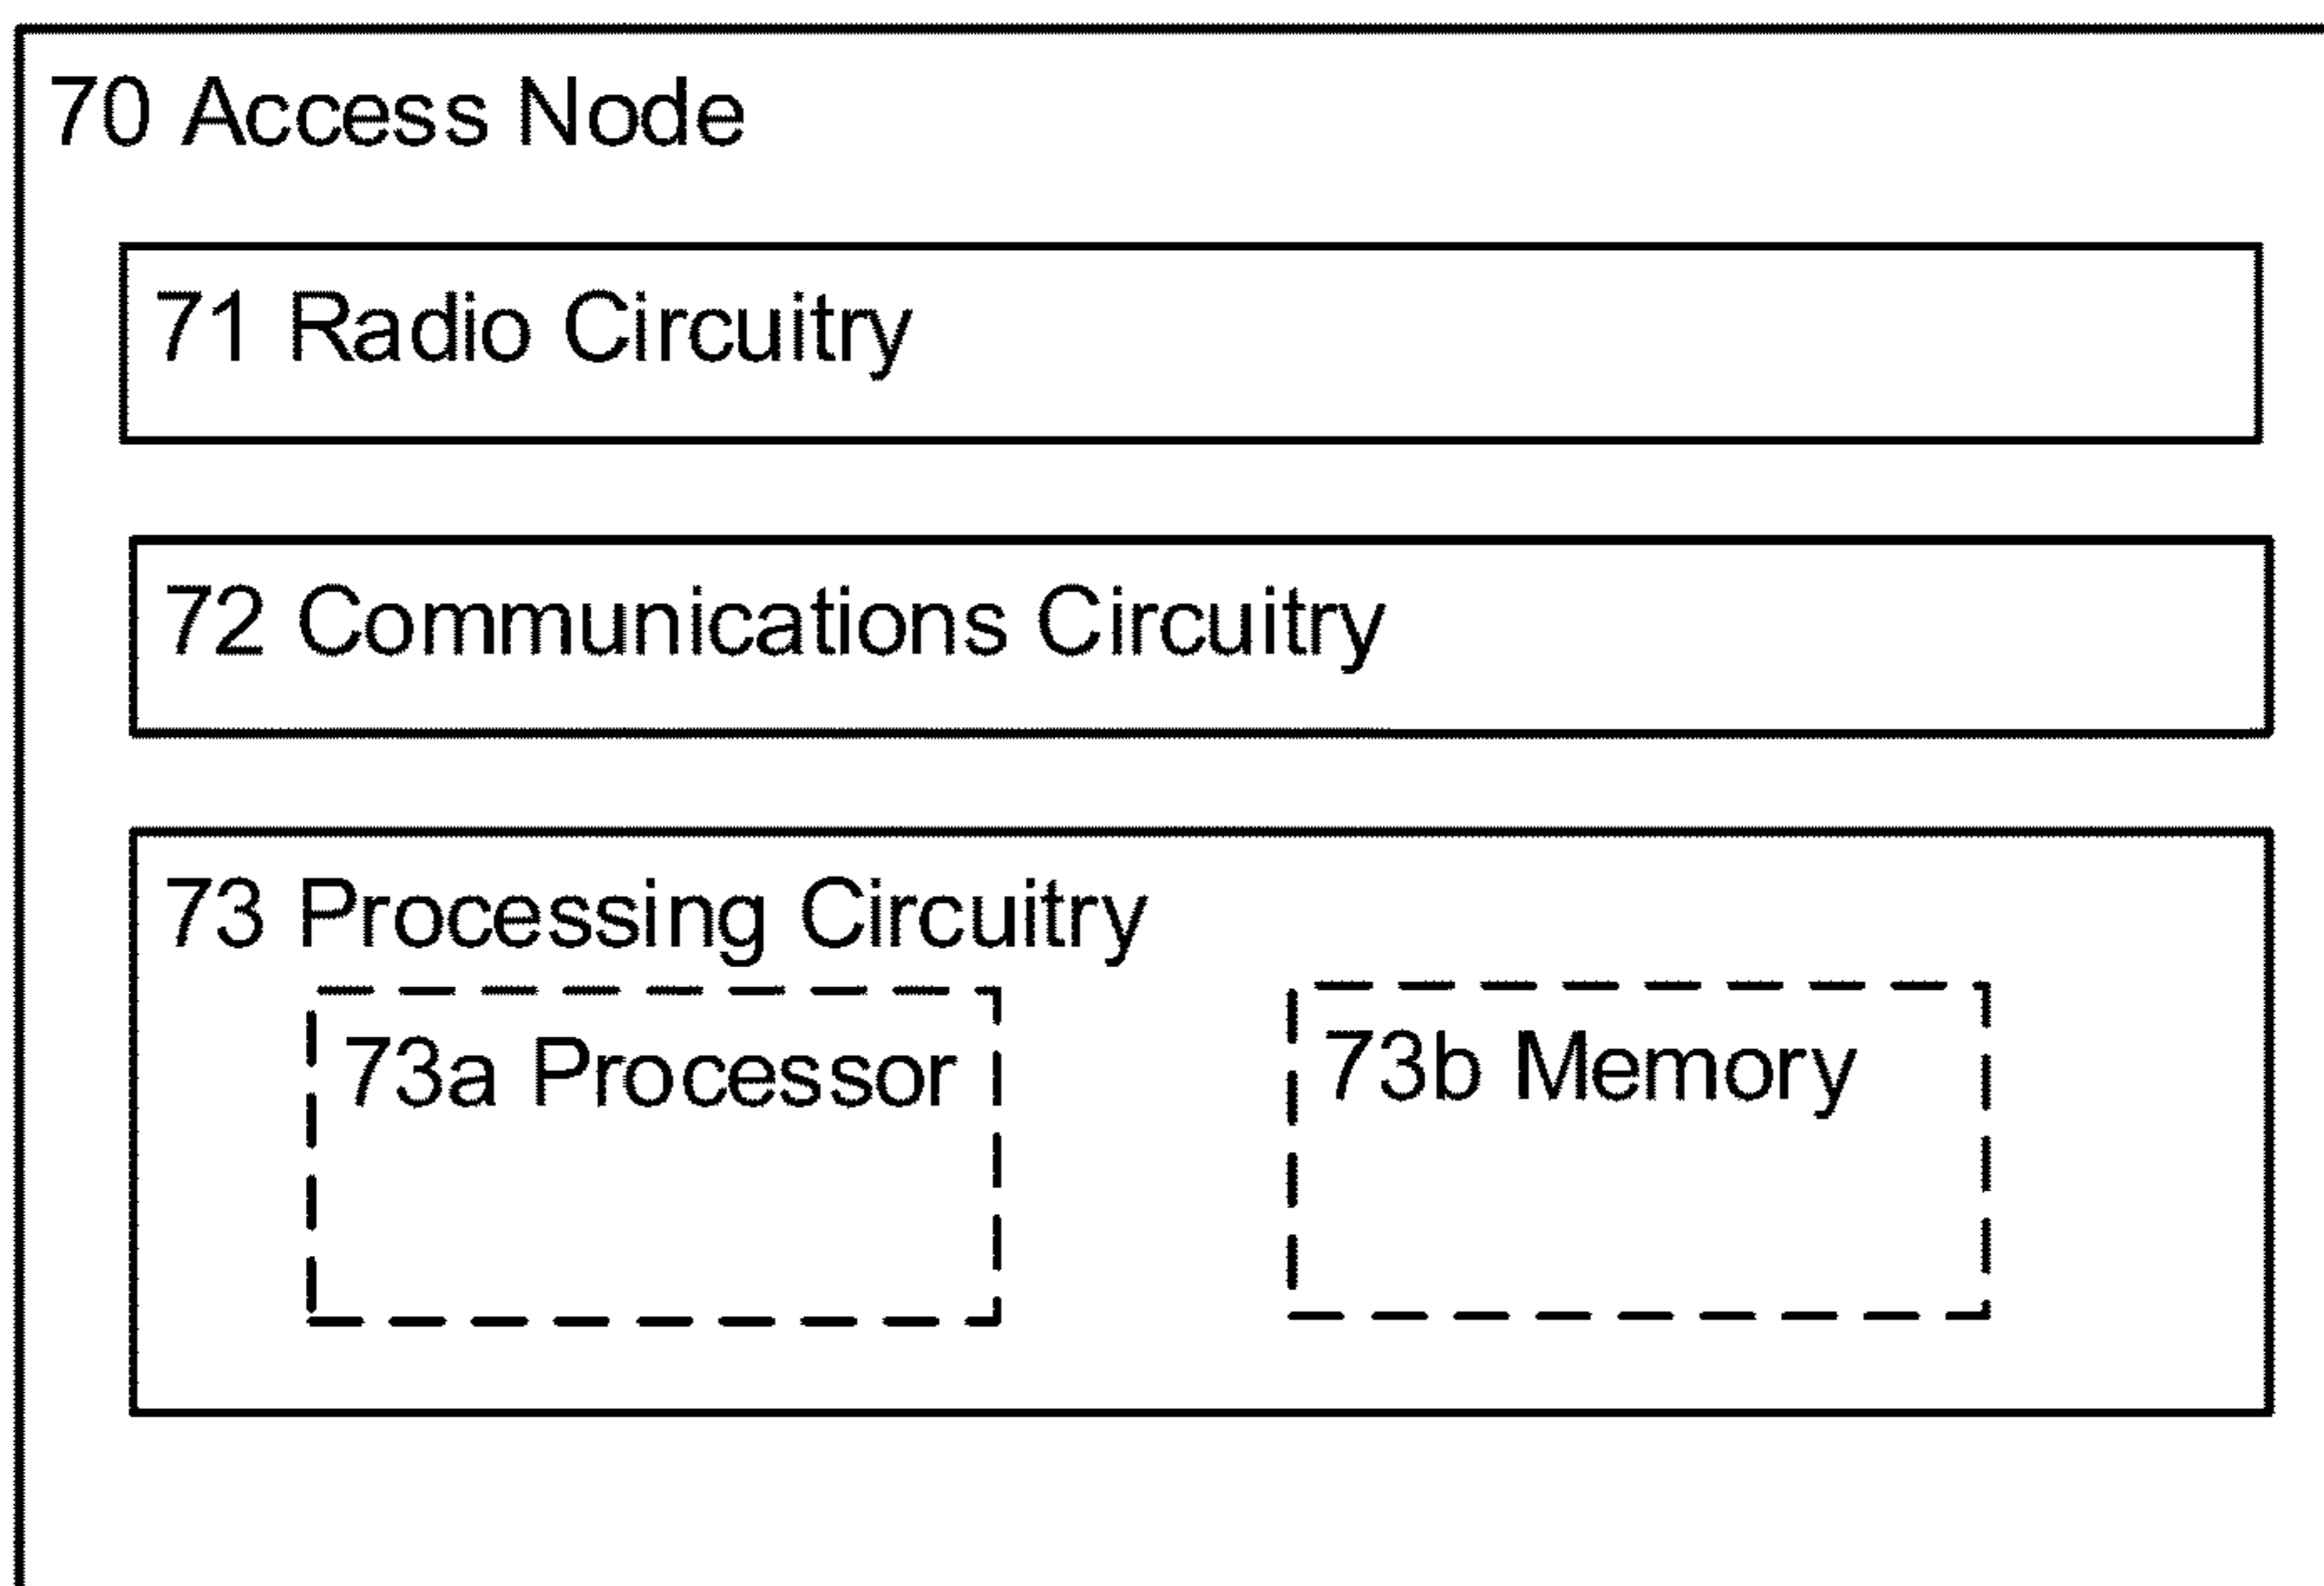 70 Access Node
71 Radio Circuitry
72 Communications Circuitry
73 Processing Circuitry
73a Processor
73b Memory